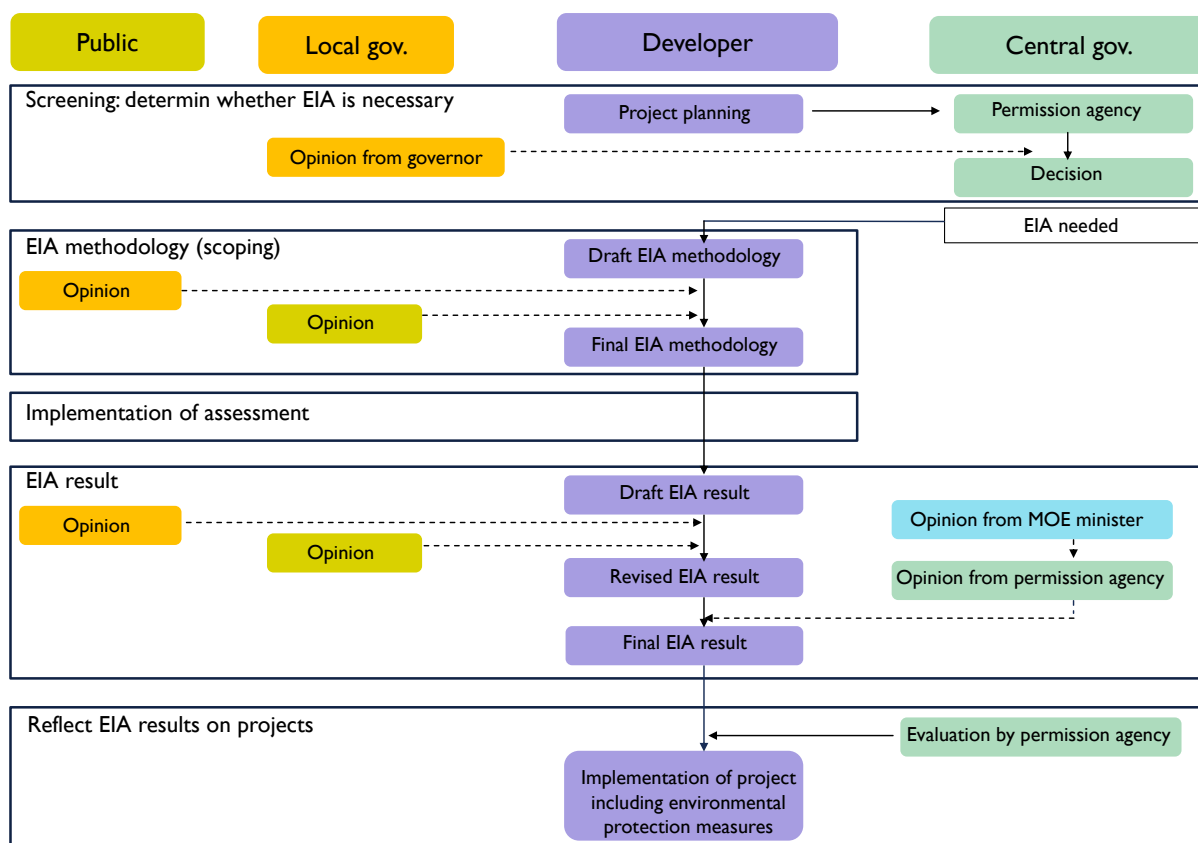 Public
Local gov.
Developer
Central gov.
Screening: determin whether EIA is necessary
Project planning
Permission agency
Opinion from governor
Decision
EIA needed
EIA methodology (scoping)
Draft EIA methodology
Opinion
Opinion
Final EIA methodology
Implementation of assessment
EIA result
Draft EIA result
Opinion
Opinion from MOE minister
Opinion
Revised EIA result
Opinion from permission agency
Final EIA result
Reflect EIA results on projects
Evaluation by permission agency
Implementation of project
including environmental
protection measures